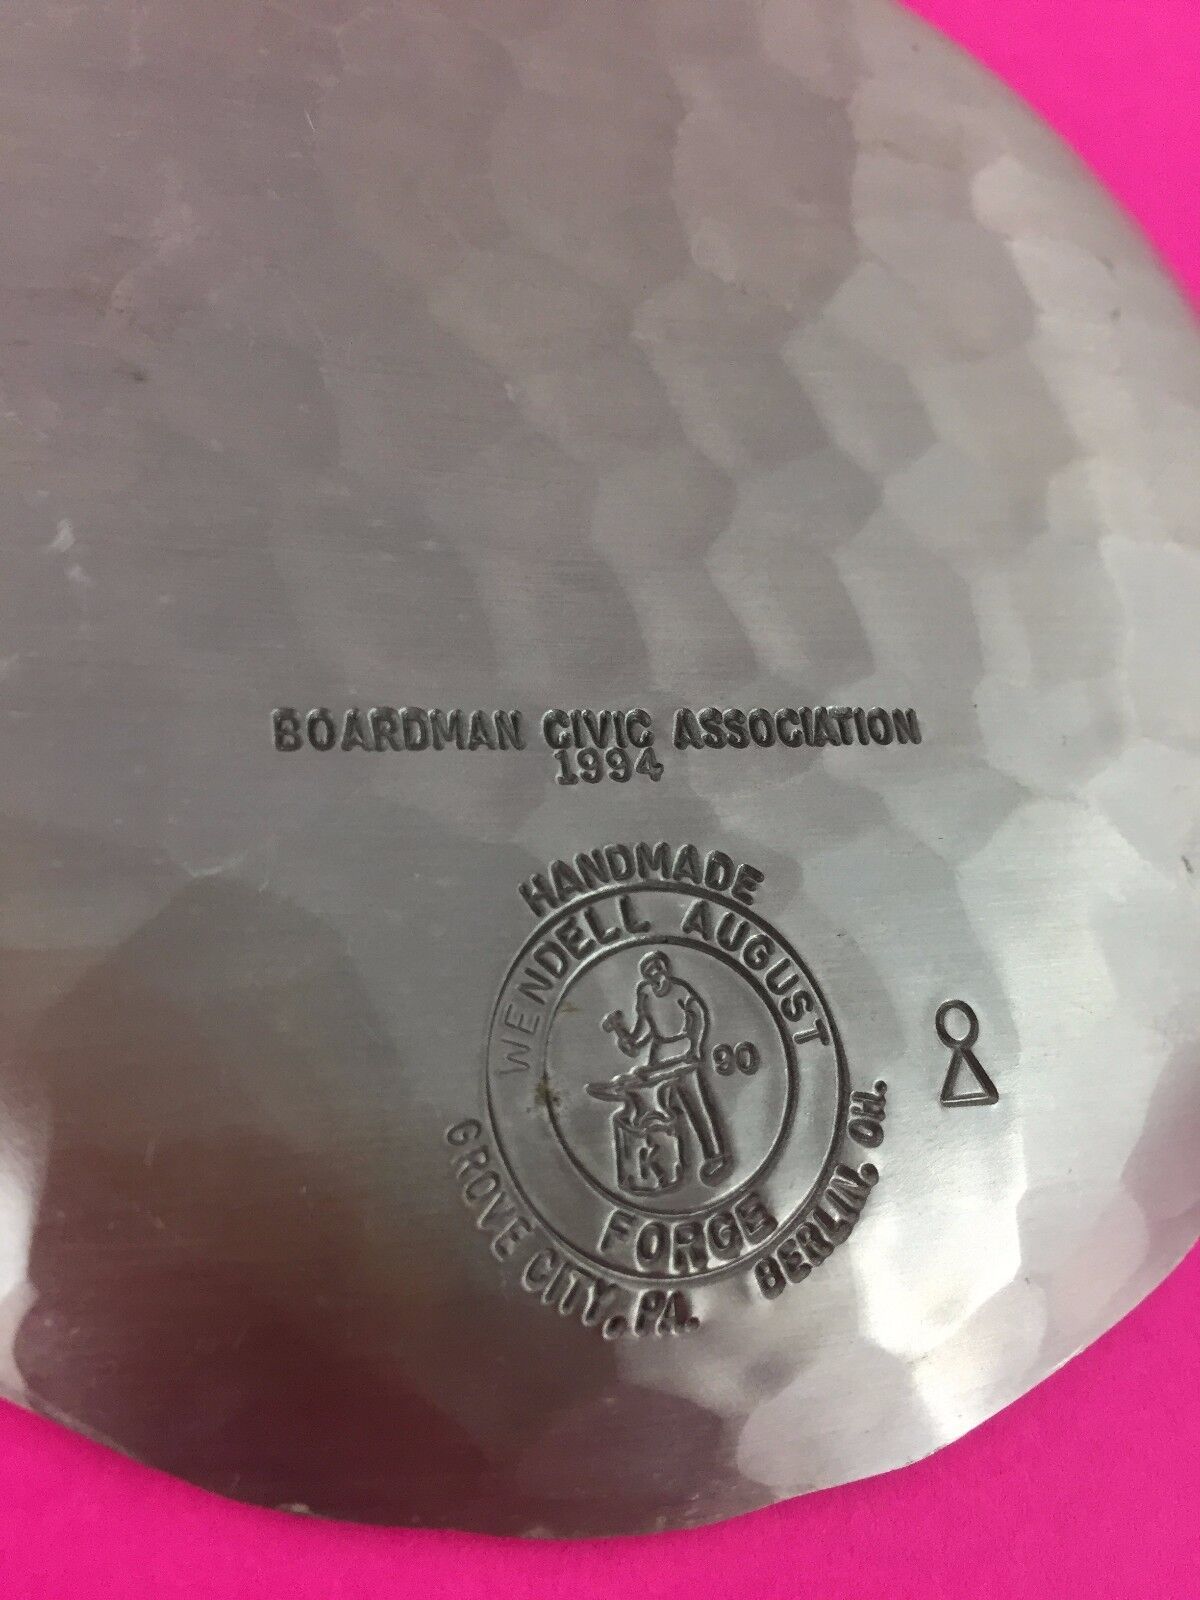 BOARDMAN CIVIC ASSOCIATION
1994
HANDMADE
WENDELL AUGUST
90
K
FORGE
GROVE CITY, PA. BERLIN, OH.